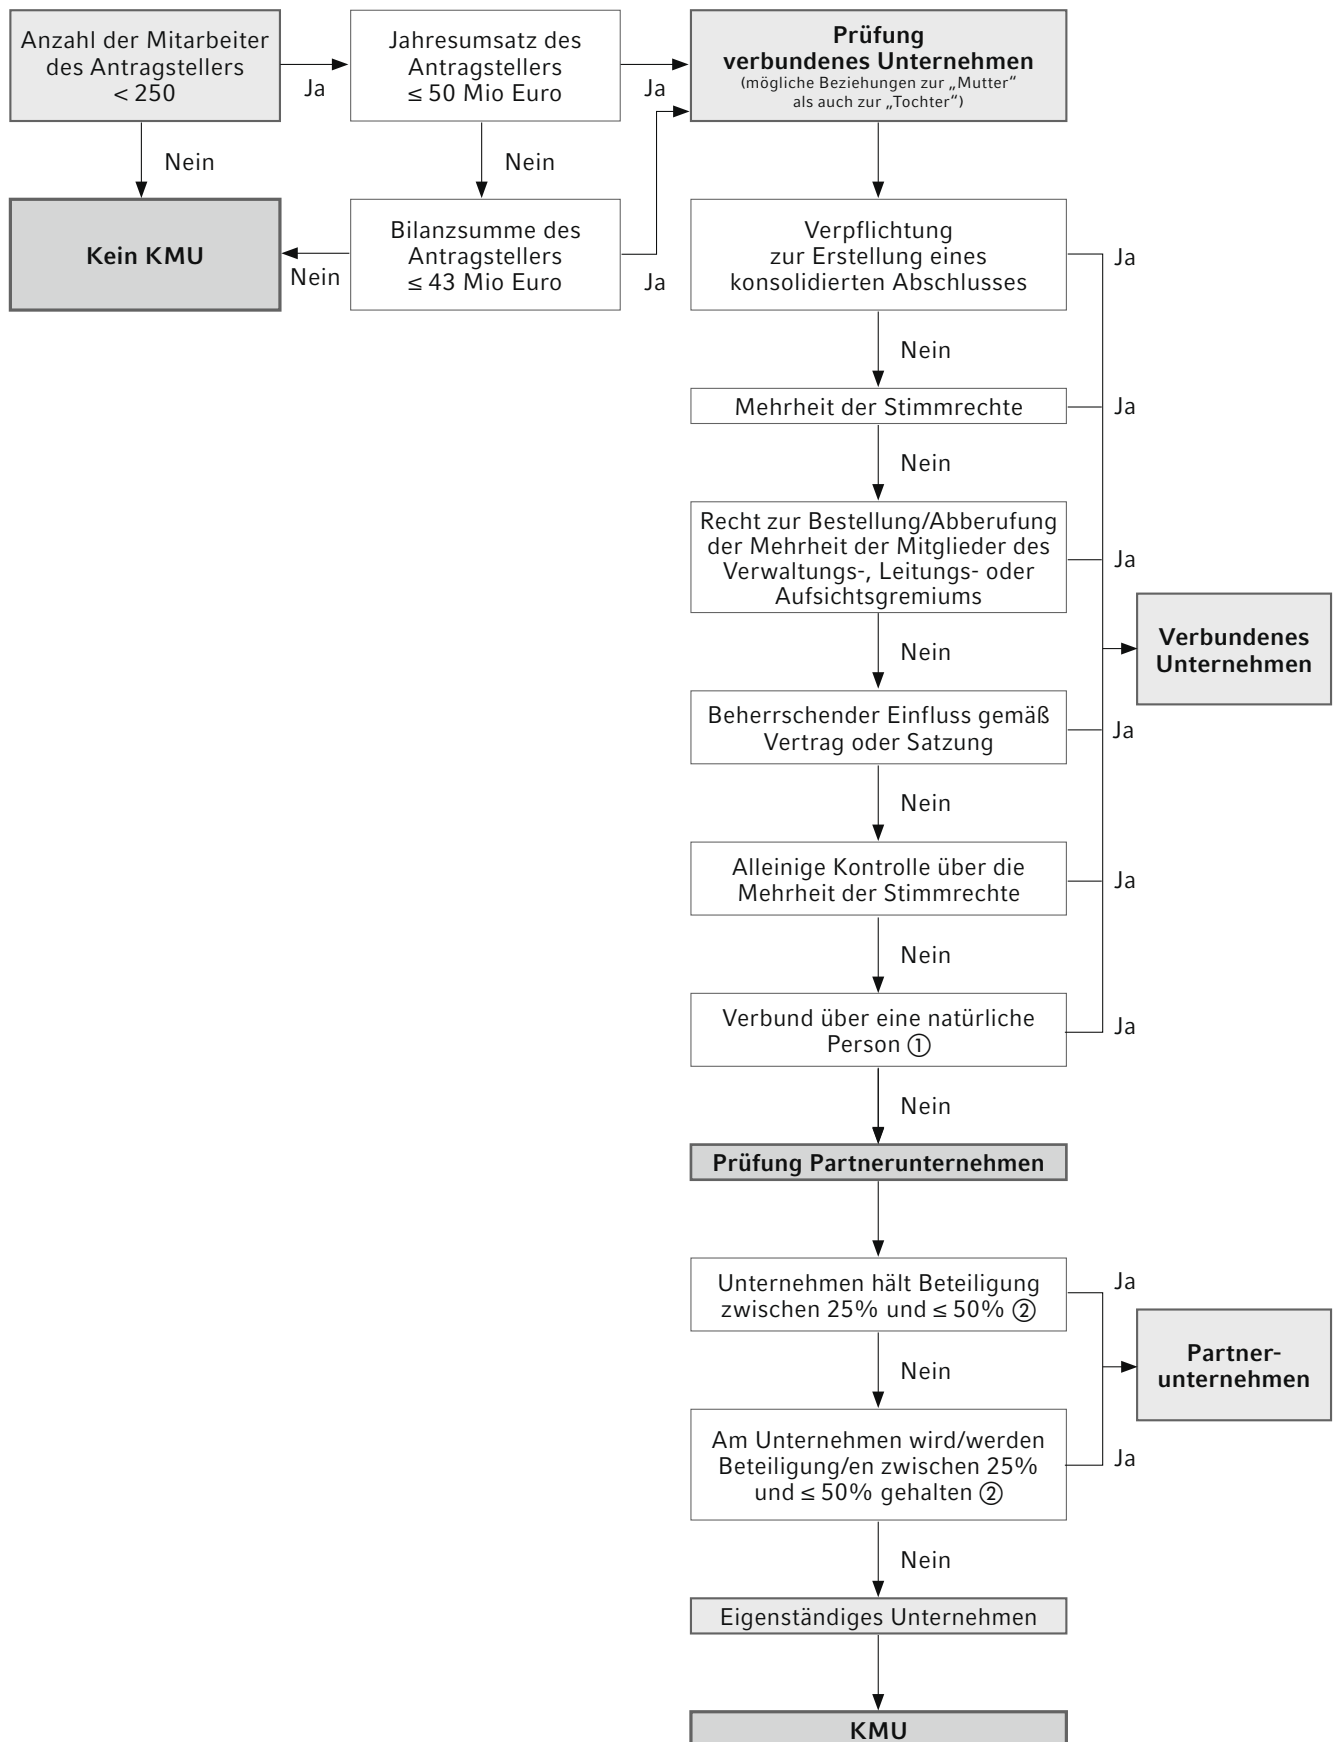 Anzahl der Mitarbeiter
des Antragstellers
< 250
Ja
Jahresumsatz des
Antragstellers
≤ 50 Mio Euro
Ja
Prüfung
verbundenes Unternehmen
(mögliche Beziehungen zur „Mutter“
als auch zur „Tochter“)
Nein
Nein
Kein KMU
Nein
Bilanzsumme des
Antragstellers
≤ 43 Mio Euro
Ja
Verpflichtung
zur Erstellung eines
konsolidierten Abschlusses
Ja
Nein
Mehrheit der Stimmrechte
Ja
Nein
Recht zur Bestellung/Abberufung
der Mehrheit der Mitglieder des
Verwaltungs-, Leitungs- oder
Aufsichtsgremiums
Ja
Verbundenes
Unternehmen
Nein
Beherrschender Einfluss gemäß
Vertrag oder Satzung
Ja
Nein
Alleinige Kontrolle über die
Mehrheit der Stimmrechte
Ja
Nein
Verbund über eine natürliche
Person ①
Ja
Nein
Prüfung Partnerunternehmen
Unternehmen hält Beteiligung
zwischen 25% und ≤ 50% ②
Ja
Partner-
unternehmen
Nein
Am Unternehmen wird/werden
Beteiligung/en zwischen 25%
und ≤ 50% gehalten ②
Ja
Nein
Eigenständiges Unternehmen
KMU